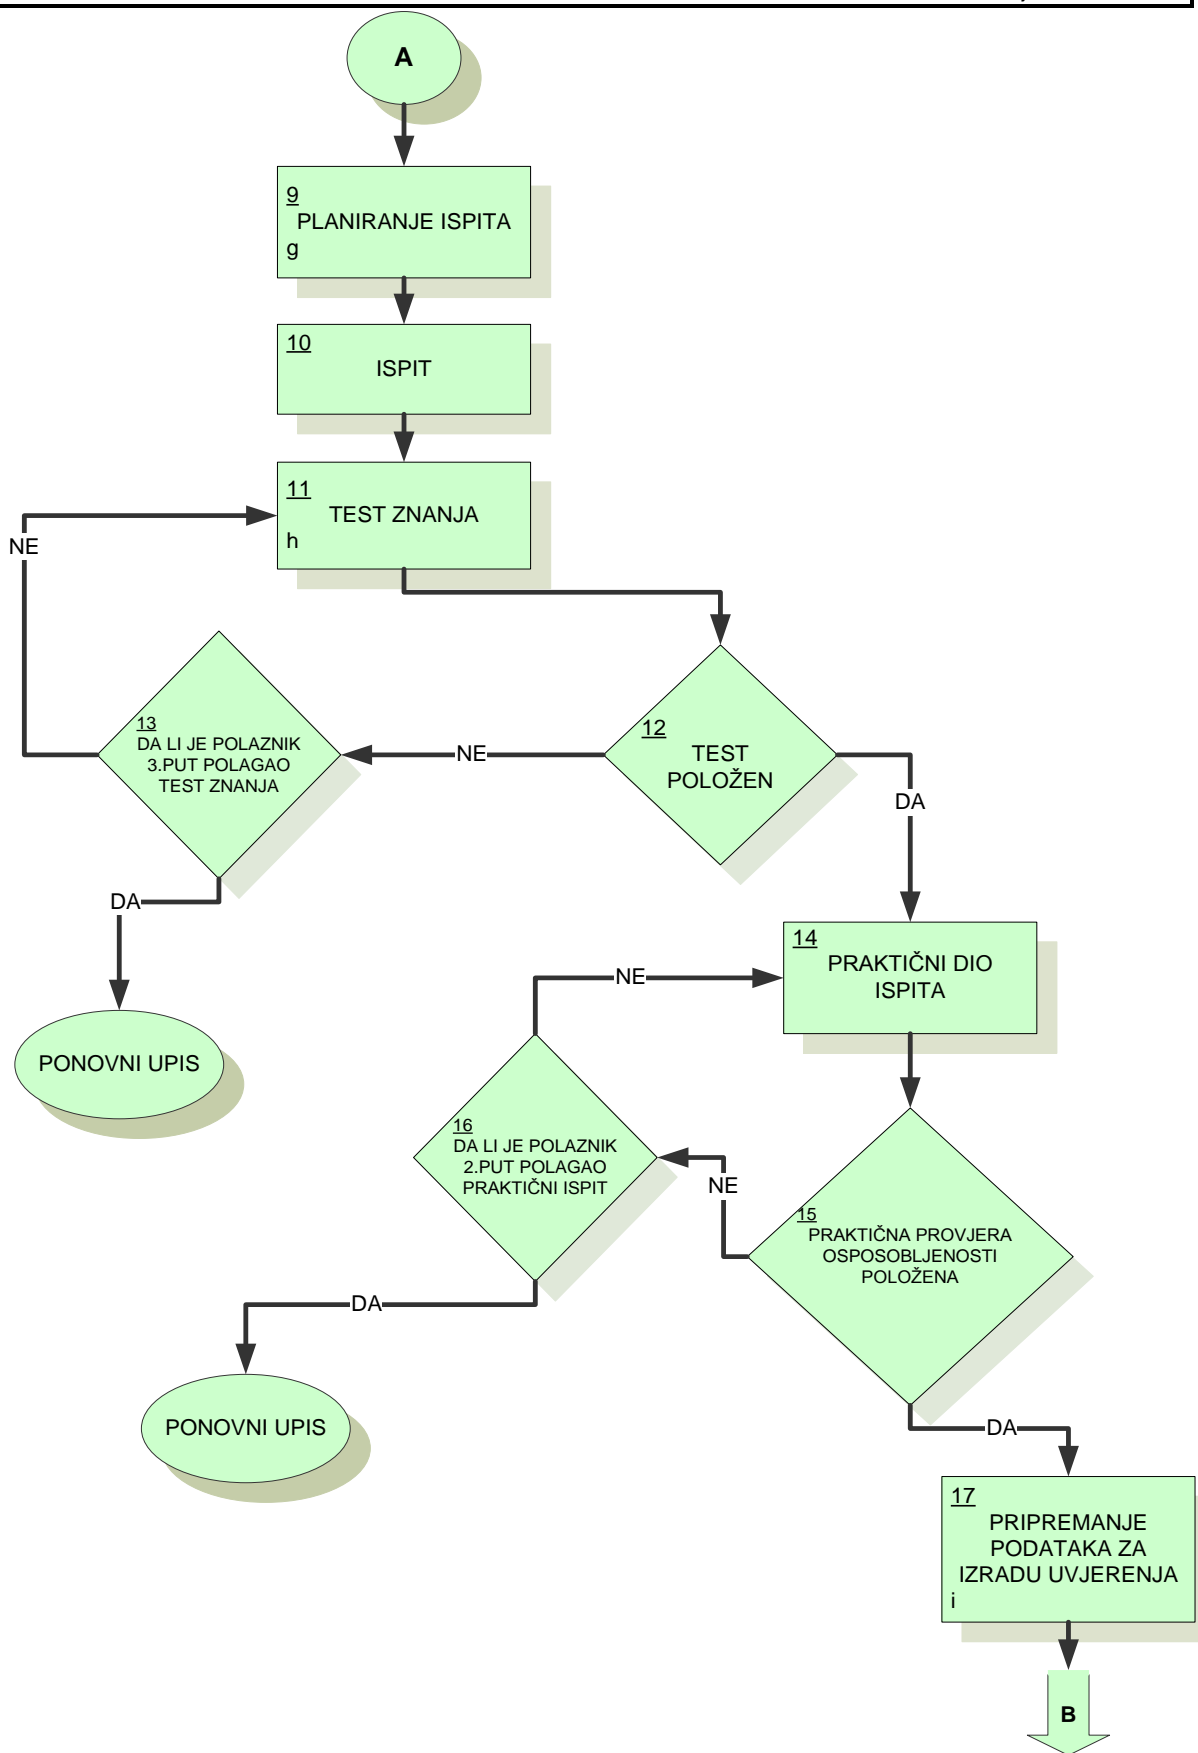 A
9
PLANIRANJE ISPITA
g
10
ISPIT
11
TEST ZNANJA
h
NE
13
DA LI JE POLAZNIK
3.PUT POLAGAO
TEST ZNANJA
NE
12
TEST
POLOŽEN
DA
DA
14
PRAKTIČNI DIO
ISPITA
NE
PONOVNI UPIS
16
DA LI JE POLAZNIK
2.PUT POLAGAO
PRAKTIČNI ISPIT
NE
15
PRAKTIČNA PROVJERA
OSPOSOBLJENOSTI
POLOŽENA
DA
PONOVNI UPIS
DA
17
PRIPREMANJE
PODATAKA ZA
IZRADU UVJERENJA
i
B